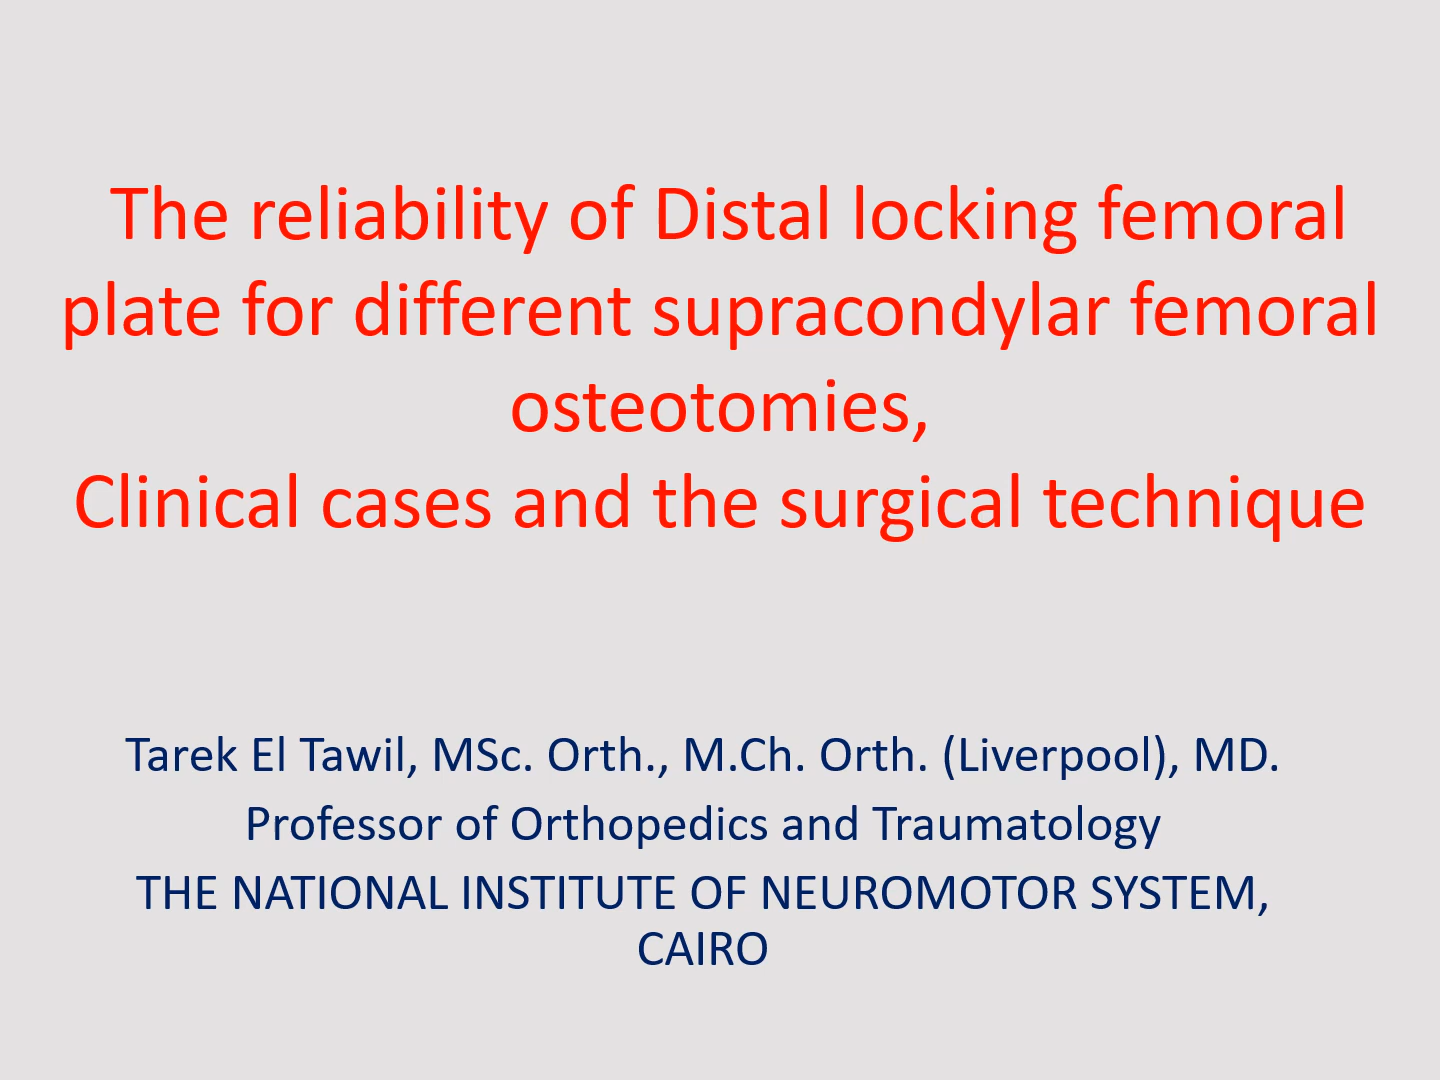 The reliability of Distal locking femoral
plate for different supracondylar femoral
osteotomies,
Clinical cases and the surgical technique
Tarek El Tawil, MSc. Orth., M.Ch. Orth. (Liverpool), MD.
Professor of Orthopedics and Traumatology
THE NATIONAL INSTITUTE OF NEUROMOTOR SYSTEM,
CAIRO